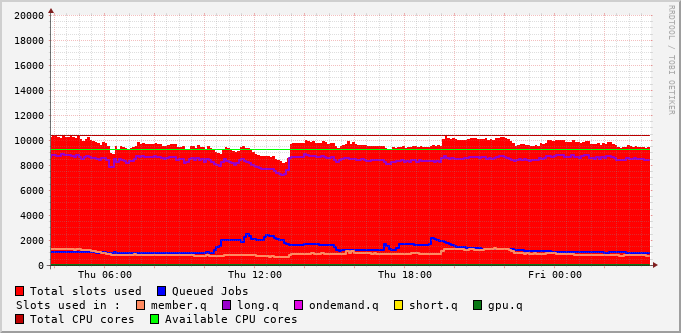 20000
18000
16000
14000
12000
10000
8000
6000
4000
2000
0
Thu 06:00 Thu 12:00 Thu 18:00 Fri 00:00
RRDTOOL / TOBI OETIKER
Total slots used Queued Jobs
Slots used in : member.q long.q ondemand.q short.q gpu.q
Total CPU cores Available CPU cores